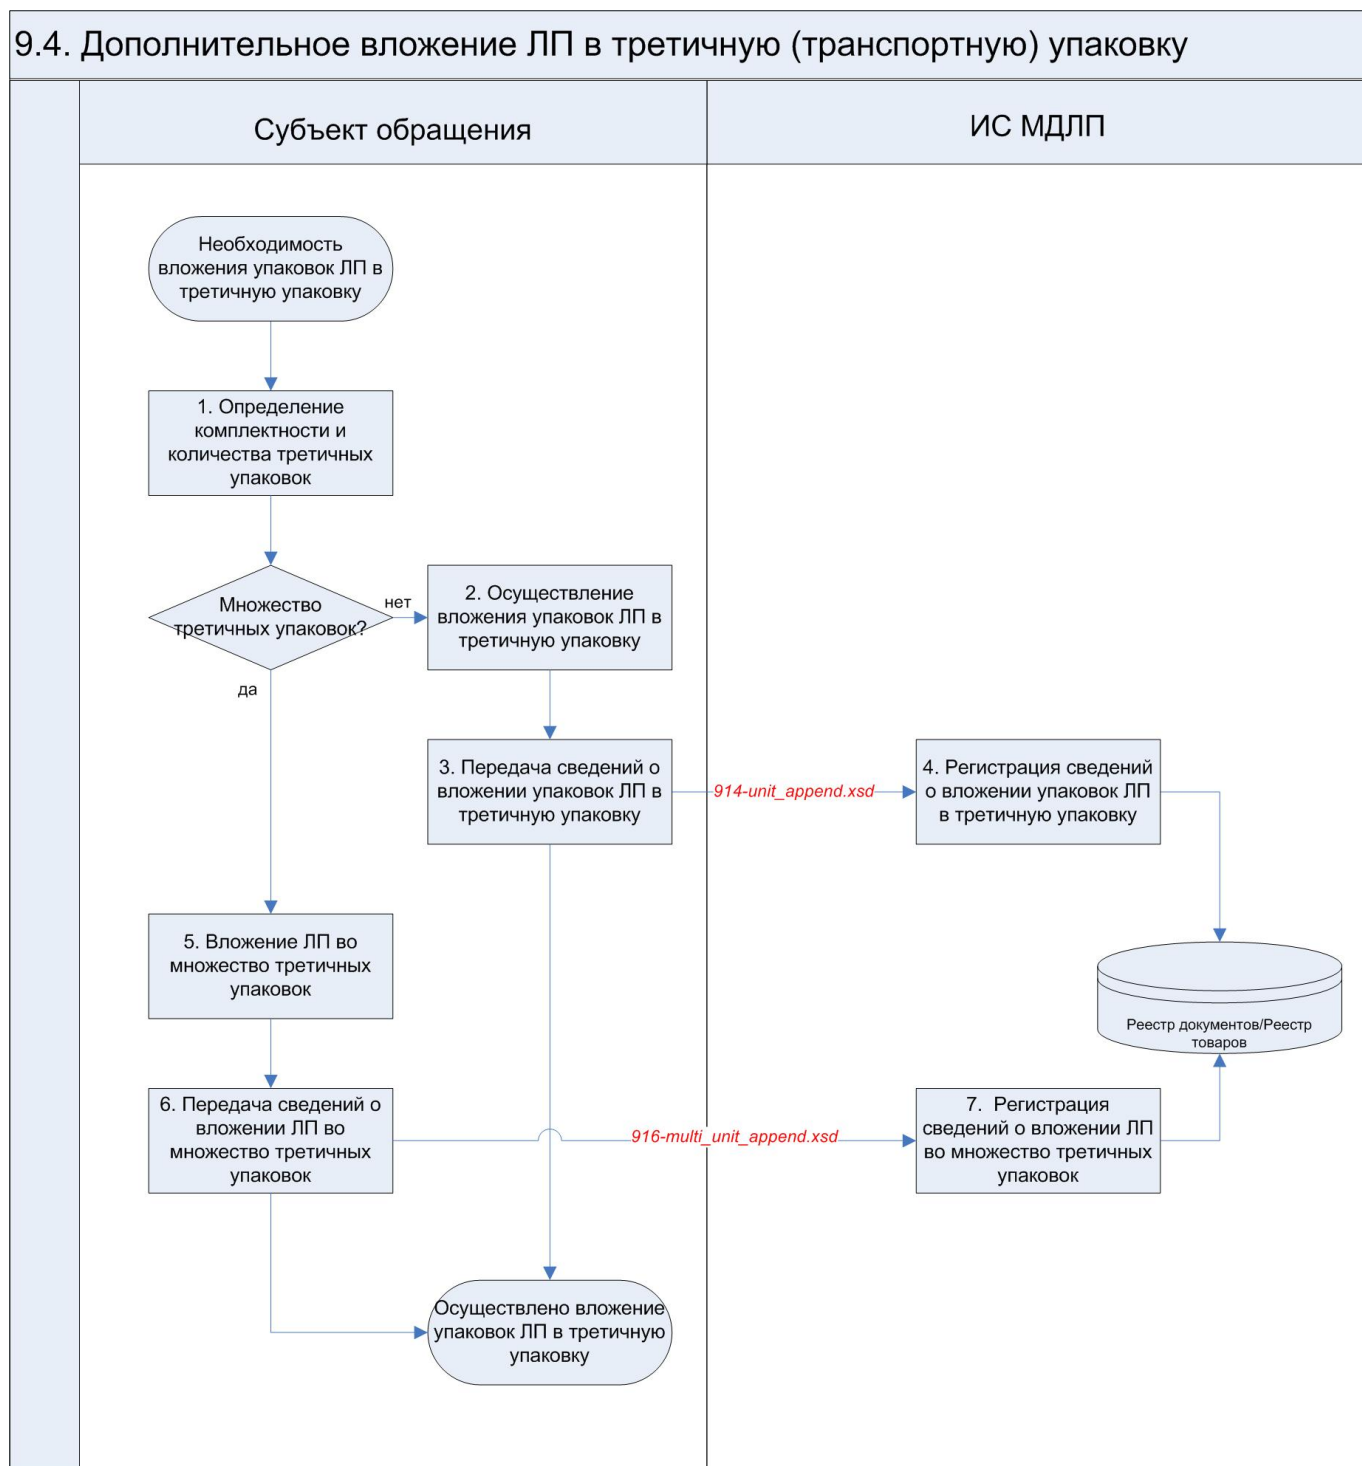 9.4. Дополнительное вложение ЛП в третичную (транспортную) упаковку
Субъект обращения
ИС МДЛП
Необходимость
вложения упаковок ЛП в
третичную упаковку
1. Определение
комплектности и
количества третичных
упаковок
Множество
третичных упаковок?
нет
да
2. Осуществление
вложения упаковок ЛП в
третичную упаковку
3. Передача сведений о
вложении упаковок ЛП в
третичную упаковку
914-unit_append.xsd
4. Регистрация сведений
о вложении упаковок ЛП
в третичную упаковку
5. Вложение ЛП во
множество третичных
упаковок
Реестр документов/Реестр
товаров
6. Передача сведений о
вложении ЛП во
множество третичных
упаковок
916-multi_unit_append.xsd
7. Регистрация
сведений о вложении ЛП
во множество третичных
упаковок
Осуществлено вложение
упаковок ЛП в третичную
упаковку